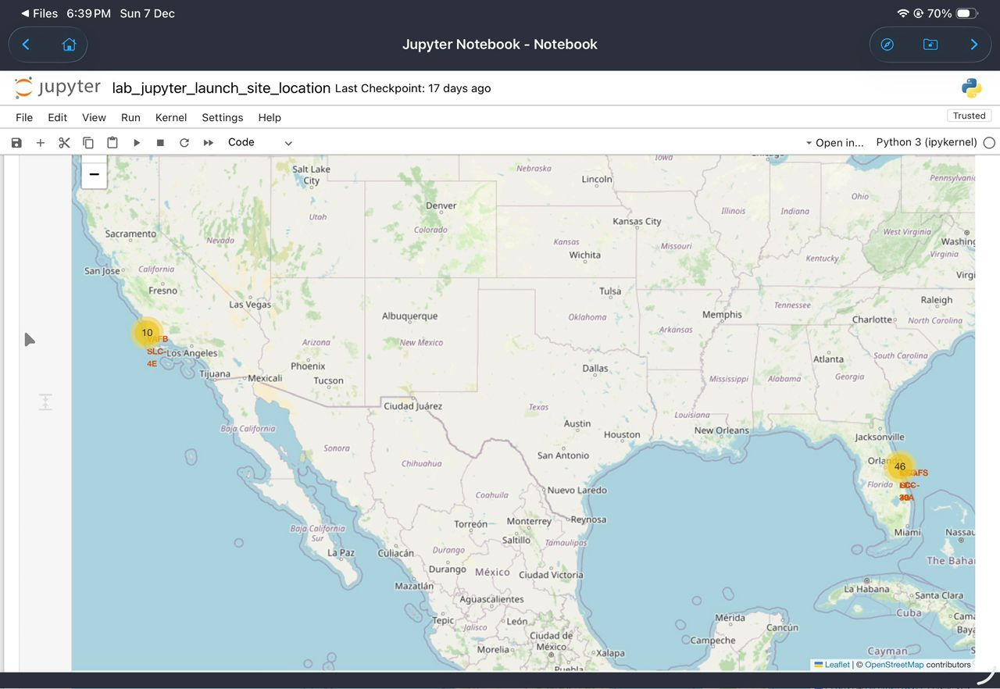 Files 6:39 PM Sun 7 Dec
70%
Jupyter Notebook - Notebook
jupyter lab_jupyter_launch_site_location Last Checkpoint: 17 days ago
File Edit View Run Kernel Settings Help
Trusted
Code
Open in...
Python 3 (ipykernel)
−
Salt Lake
City
Nebraska
Iowa
Lincoln
Pennsylvani
Ohio
Denver
Utah
Illinois
Indiana
Colorado
Kansas City
Sacramento
Nevada
West Virginia
Washing
Kansas
Missouri
Wichita
Kentucky
Virginia
San Jose
California
Virgi
Fresno
Las Vegas
Tulsa
Raleigh
Tennessee
Albuquerque
Oklahoma
Memphis
Charlotte
North Carolina
10
VAFB
SLC-
4E
Arkansas
Arizona
New Mexico
Los Angeles
South Carolina
Atlanta
Phoenix
Dallas
Tijuana
Mexicali
Tucson
Mississippi
Alabama
Georgia
Ciudad Juárez
Texas
Louisiana
Austin
Baja California
Houston
New Orleans
Jacksonville
Sonora
San Antonio
Chihuahua
46
Florida
Coahuila
Nuevo Laredo
Torreón
Monterrey
Reynosa
Baja California
Sur
Saltillo
Tamaulipas
Miami
Nassau
La Paz
Culiacán
Durango
Durango
México
Ciudad Victoria
The Baha
Mazatlán
La Habana
Santa Clara
Aguascalientes
Cuba
Cama
Tepic
León
Mérida
Cancún
Baya
Jalisco
Ciudad de
México
Campeche
Morelia
Xalapa
Cayman
Puebla
Leaflet | © OpenStreetMap contributors